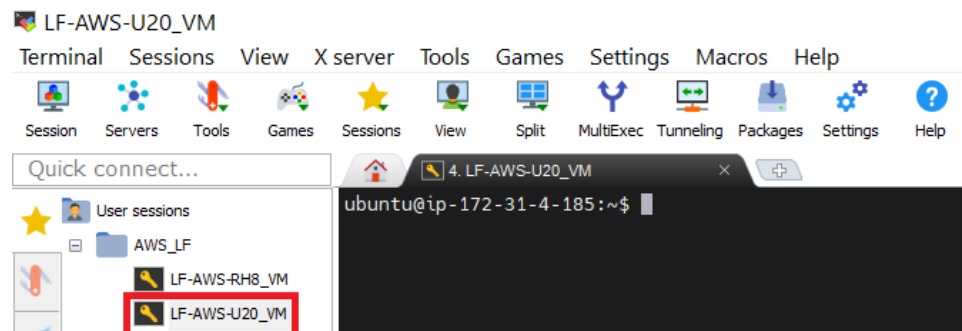 LF-AWS-U20_VM
Terminal Sessions View X server Tools Games Settings Macros Help
Session Servers Tools Games Sessions View Split MultiExec Tunneling Packages Settings Help
Quick connect...
4. LF-AWS-U20_VM
ubuntu@ip-172-31-4-185:~$
User sessions
AWS_LF
LF-AWS-RH8_VM
LF-AWS-U20_VM